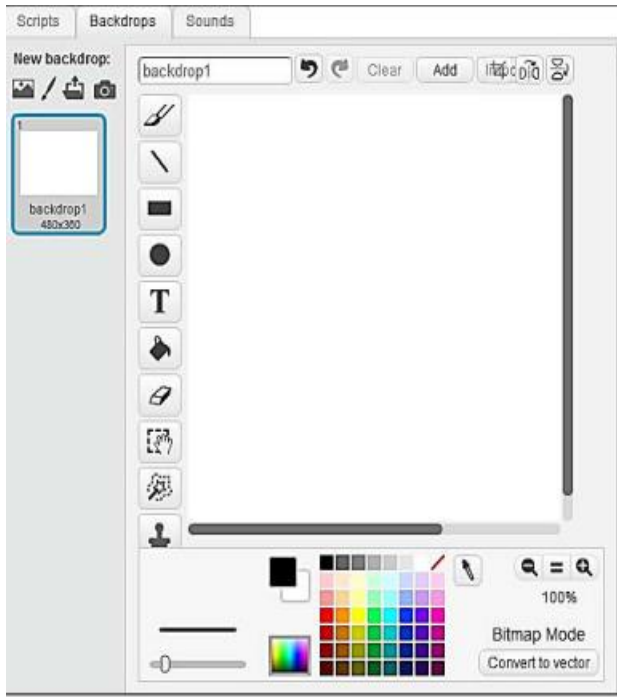 Scripts Backdrops Sounds
New backdrop:
backdrop1 Clear Add
1
backdrop1
480x360
T
100%
Bitmap Mode
Convert to vector